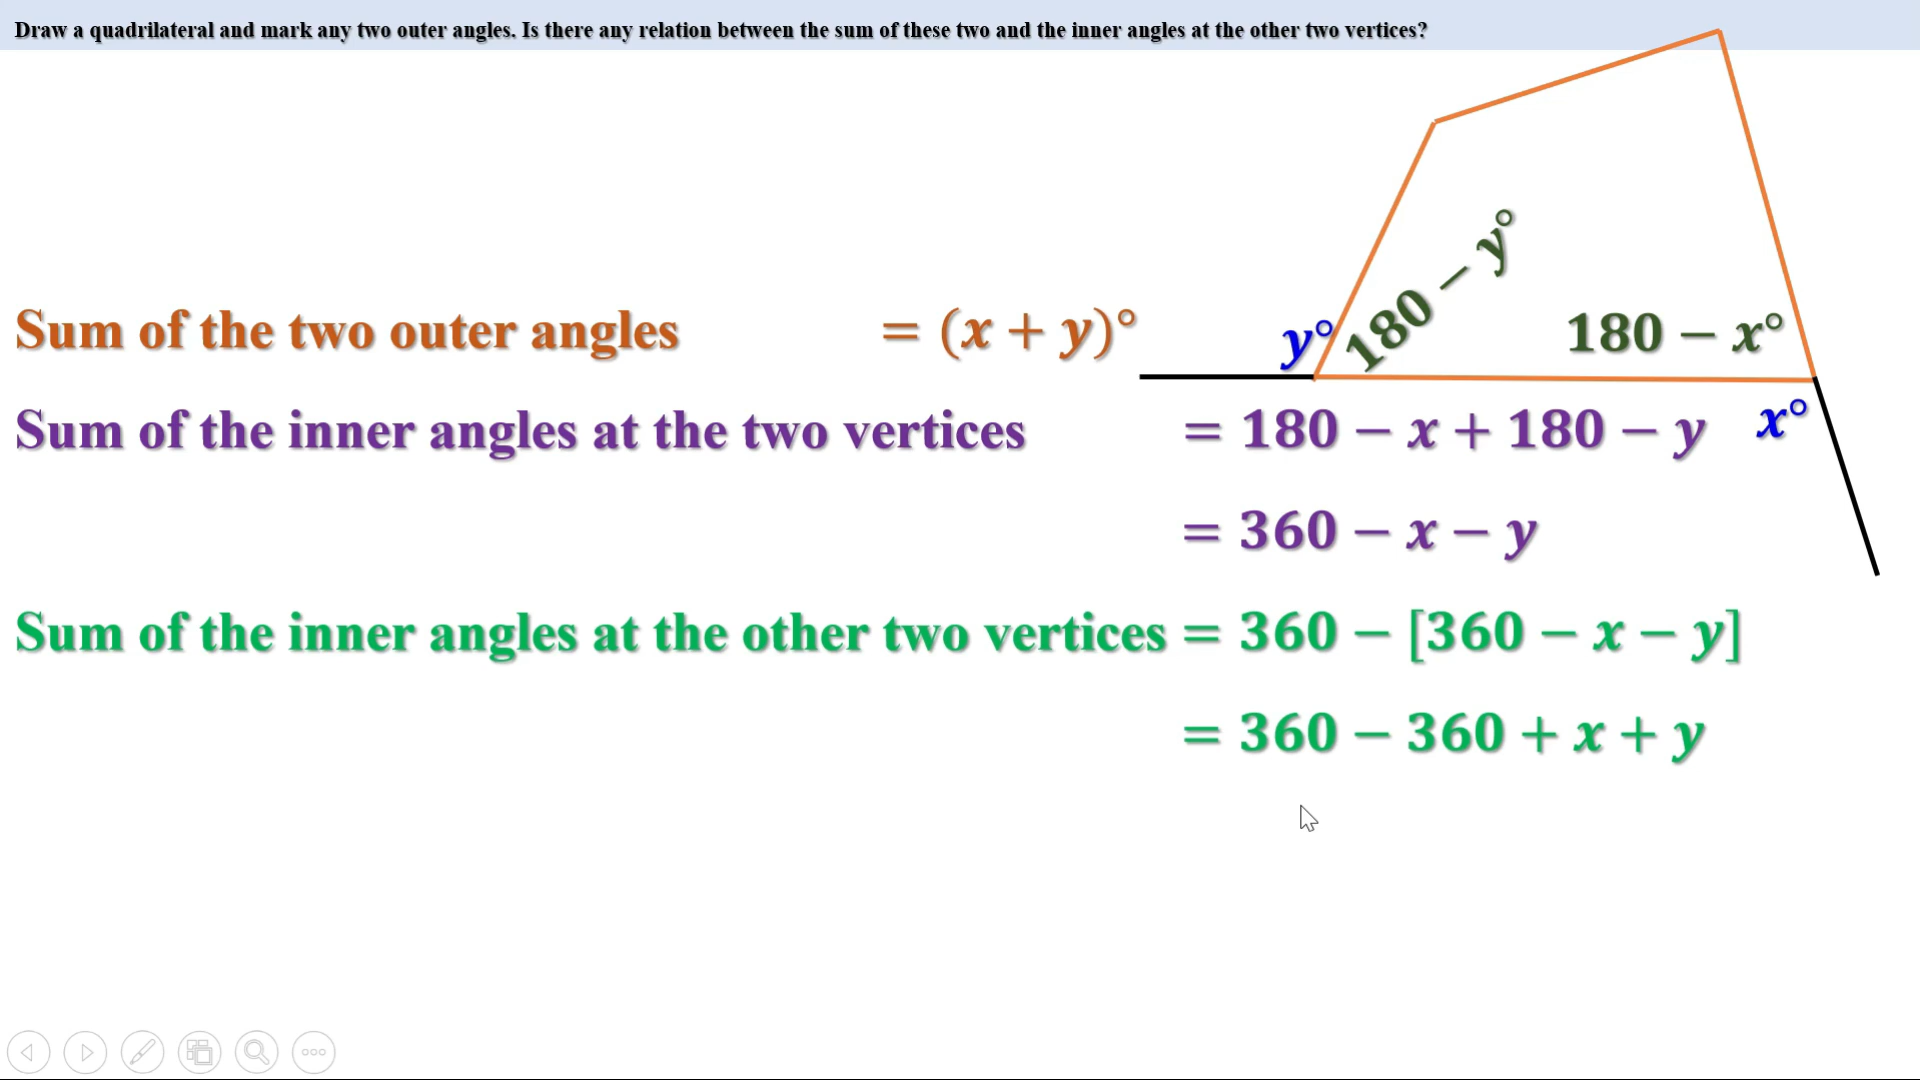 Draw a quadrilateral and mark any two outer angles. Is there any relation between the sum of these two and the inner angles at the other two vertices?
180 − y°
Sum of the two outer angles = (x + y)° y° 180 − x°
Sum of the inner angles at the two vertices = 180 − x + 180 − y x°
= 360 − x − y
Sum of the inner angles at the other two vertices = 360 − [360 − x − y]
= 360 − 360 + x + y